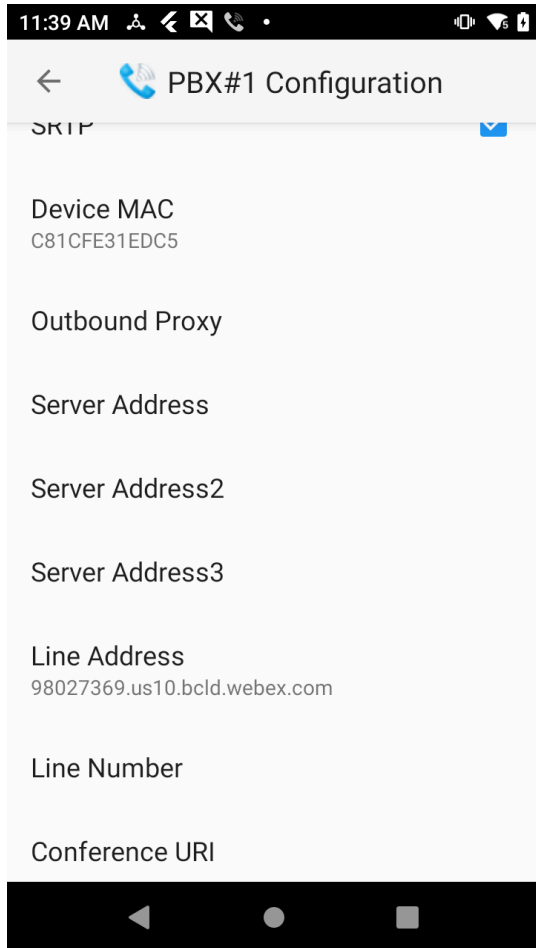 11:39 AM
PBX#1 Configuration
SRTP
Device MAC
C81CFE31EDC5
Outbound Proxy
Server Address
Server Address2
Server Address3
Line Address
98027369.us10.bcld.webex.com
Line Number
Conference URI